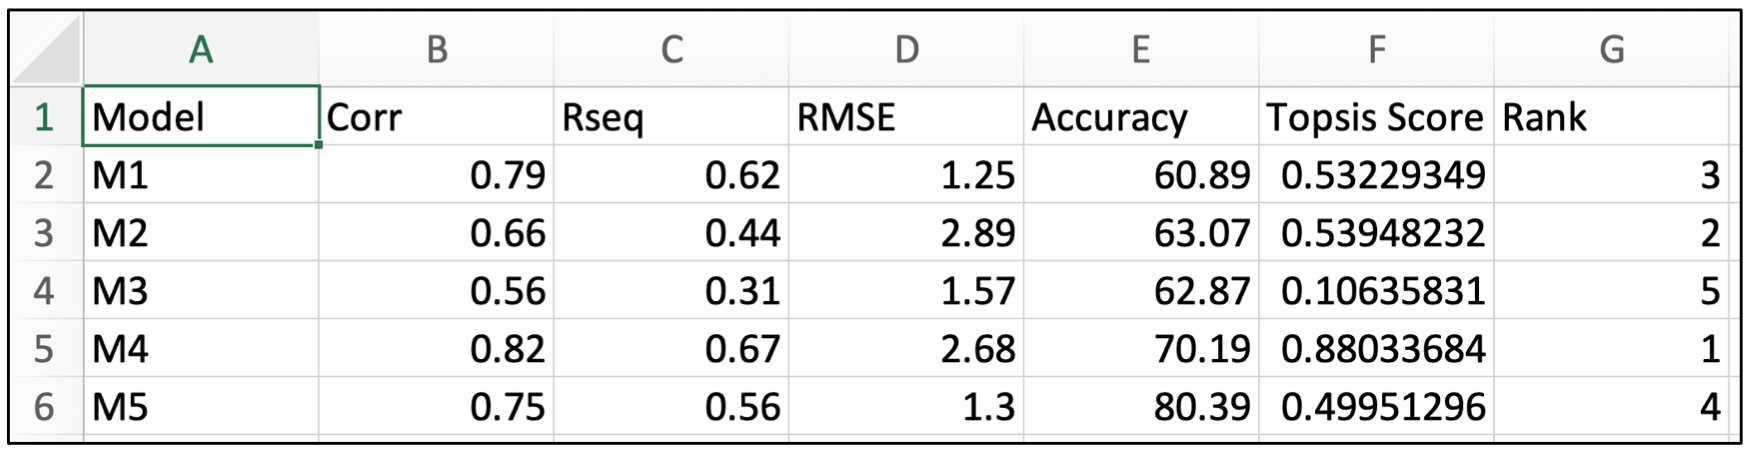 A B C D E F G
1 Model Corr Rseq RMSE Accuracy Topsis Score Rank
2 M1 0.79 0.62 1.25 60.89 0.53229349 3
3 M2 0.66 0.44 2.89 63.07 0.53948232 2
4 M3 0.56 0.31 1.57 62.87 0.10635831 5
5 M4 0.82 0.67 2.68 70.19 0.88033684 1
6 M5 0.75 0.56 1.3 80.39 0.49951296 4